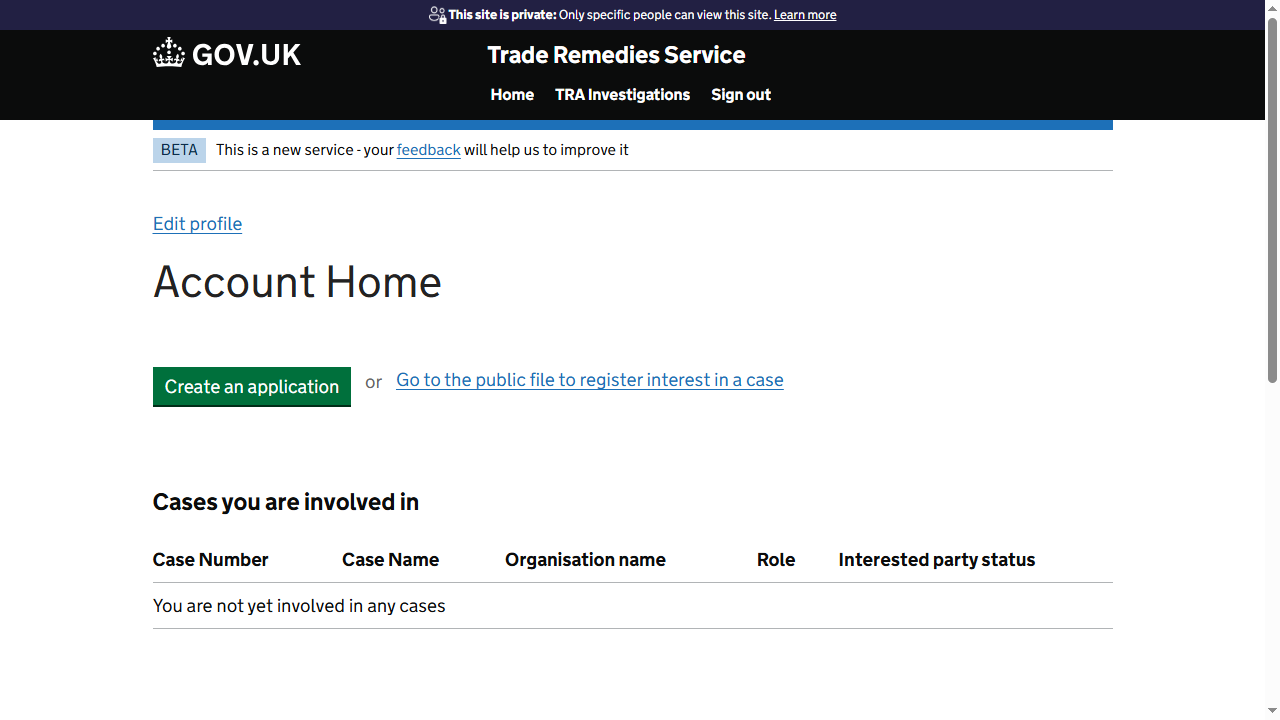 This site is private: Only specific people can view this site. Learn more
GOV.UK
Trade Remedies Service
Home TRA Investigations Sign out
BETA This is a new service - your feedback will help us to improve it
Edit profile
Account Home
Create an application or Go to the public file to register interest in a case
Cases you are involved in
Case Number Case Name Organisation name Role Interested party status
You are not yet involved in any cases